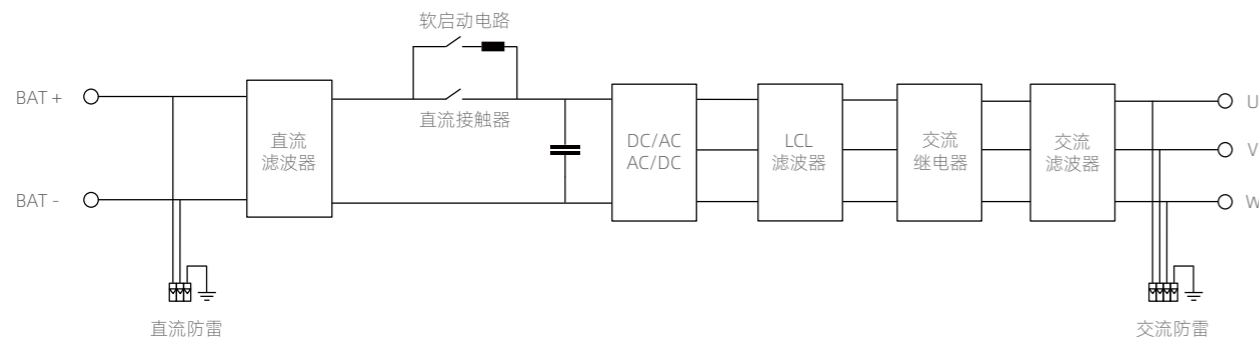 软启动电路
BAT +
直流接触器
直流
滤波器
DC/AC
AC/DC
LCL
滤波器
交流
继电器
交流
滤波器
U
V
BAT -
W
直流防雷
交流防雷